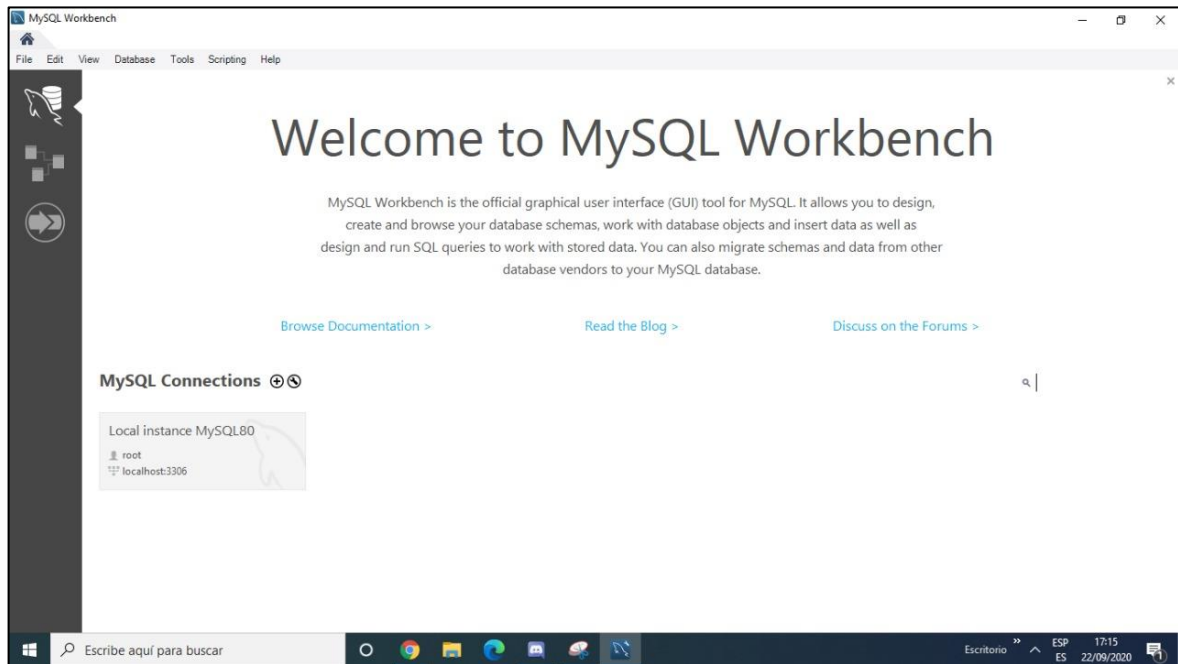 MySQL Workbench
File Edit View Database Tools Scripting Help
Welcome to MySQL Workbench
MySQL Workbench is the official graphical user interface (GUI) tool for MySQL. It allows you to design,
create and browse your database schemas, work with database objects and insert data as well as
design and run SQL queries to work with stored data. You can also migrate schemas and data from other
database vendors to your MySQL database.
Browse Documentation > Read the Blog > Discuss on the Forums >
MySQL Connections
Local instance MySQL80
root
localhost:3306
Escribe aquí para buscar
Escritorio
ESP
ES
17:15
22/09/2020
1